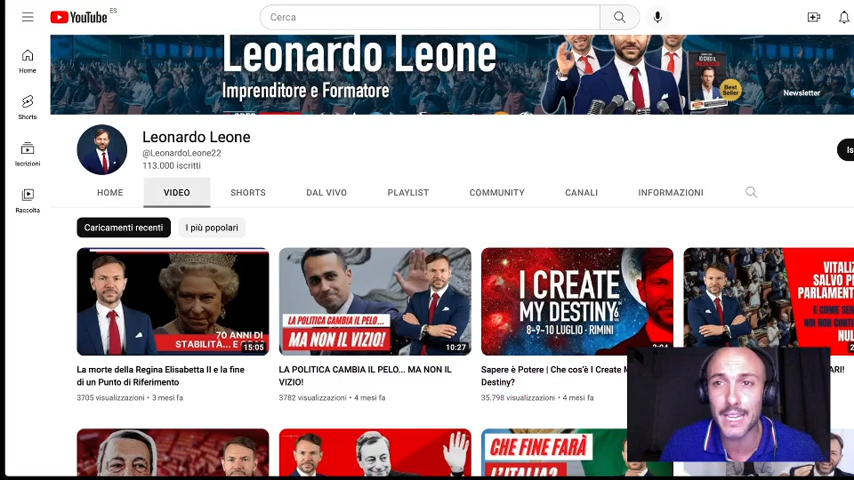 YouTube ES
Cerca
Leonardo Leone
Imprenditore e Formatore
Best
Seller
Newsletter
Home
Shorts
Iscrizioni
Raccolta
Leonardo Leone
@LeonardoLeone22
113.000 iscritti
HOME VIDEO SHORTS DAL VIVO PLAYLIST COMMUNITY CANALI INFORMAZIONI
Caricamenti recenti I più popolari
70 ANNI DI
STABILITÀ... E
15:05
LA POLITICA CAMBIA IL PELO...
MA NON IL VIZIO!
10:27
I CREATE
MY DESTINY
8-9-10 LUGLIO - RIMINI
VITALIZ
SALVO P
PARLAMENT
E COME SEM
La morte della Regina Elisabetta II e la fine
di un Punto di Riferimento
3705 visualizzazioni • 3 mesi fa
LA POLITICA CAMBIA IL PELO... MA NON IL
VIZIO!
3782 visualizzazioni • 4 mesi fa
Sapere è Potere | Che cos'è I Create M
Destiny?
35.798 visualizzazioni • 4 mesi fa
CHE FINE FARÀ
L'ITALIA?